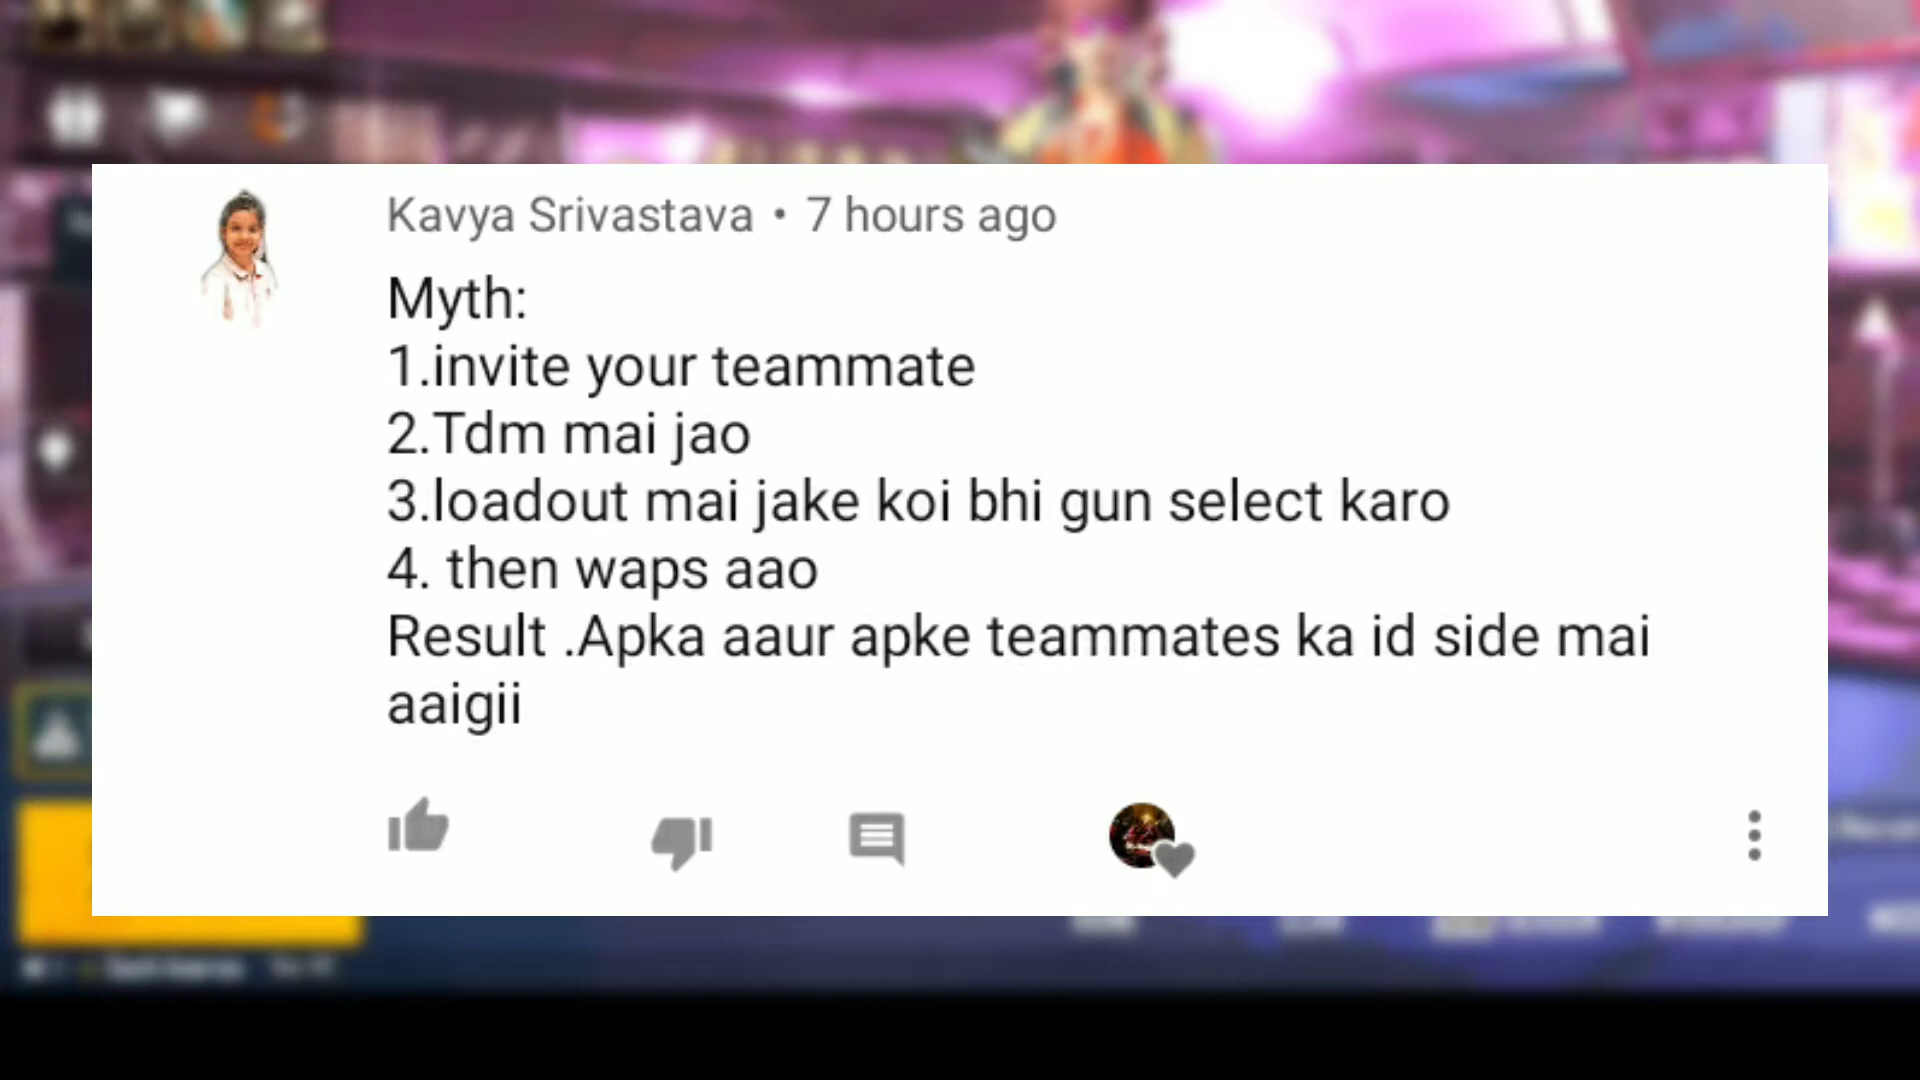 Kavya Srivastava • 7 hours ago
Myth:
1.invite your teammate
2.Tdm mai jao
3.loadout mai jake koi bhi gun select karo
4. then waps aao
Result .Apka aaur apke teammates ka id side mai
aaigii